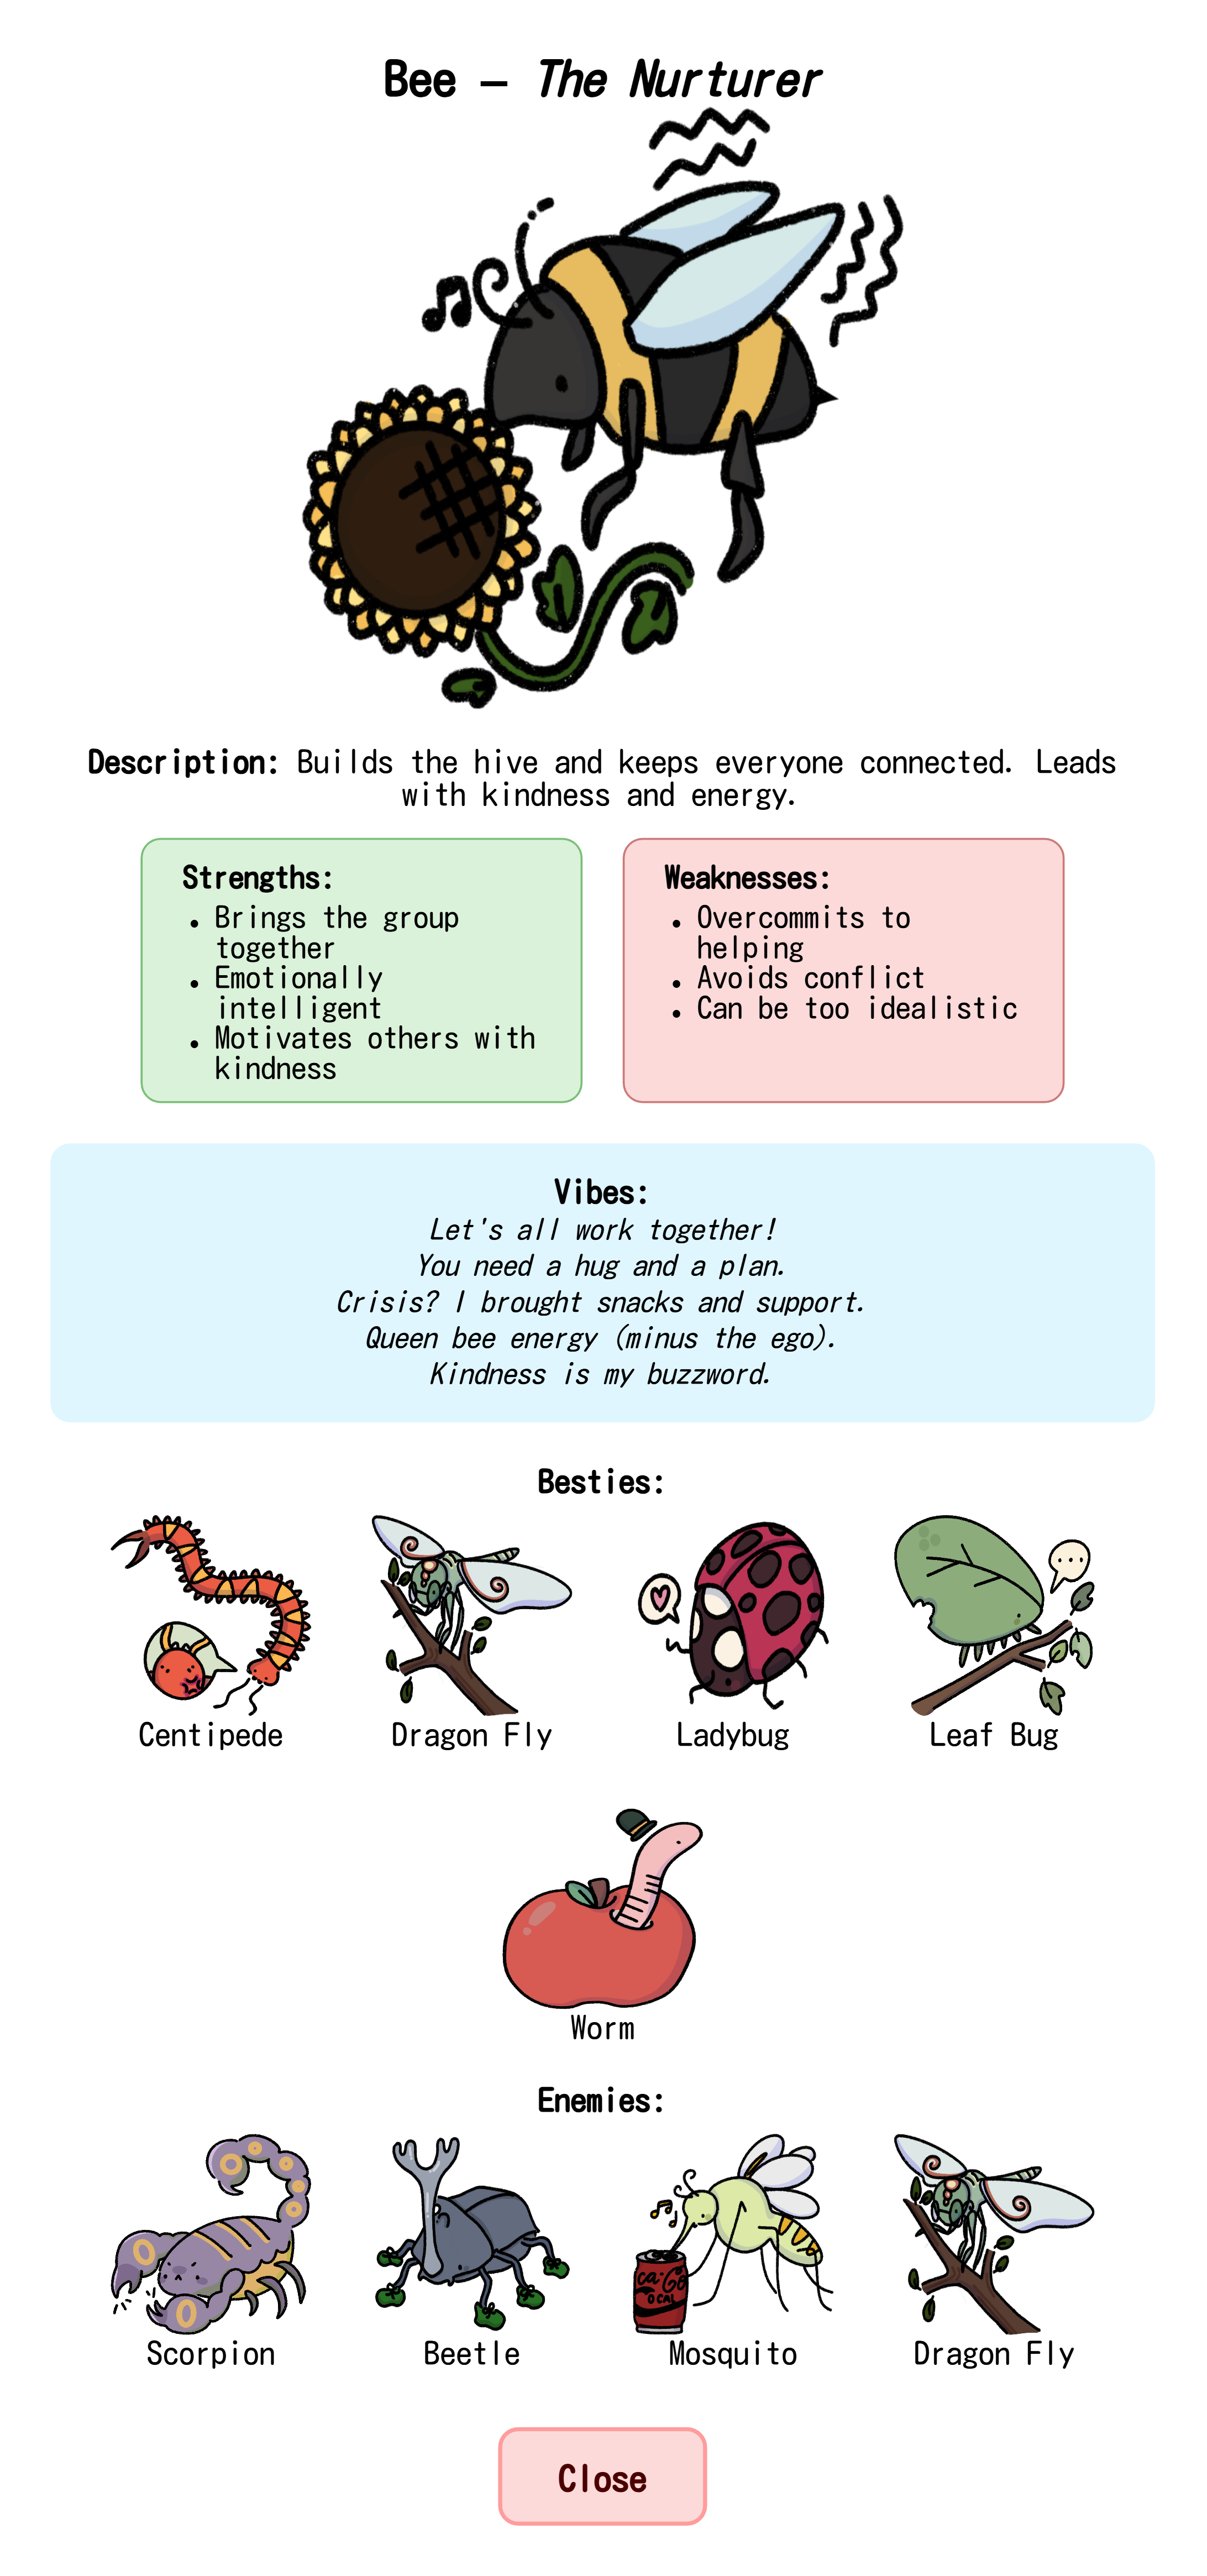 Bee – The Nurturer
Description: Builds the hive and keeps everyone connected. Leads
with kindness and energy.
Strengths:
• Brings the group
together
• Emotionally
intelligent
• Motivates others with
kindness
Weaknesses:
• Overcommits to
helping
• Avoids conflict
• Can be too idealistic
Vibes:
Let's all work together!
You need a hug and a plan.
Crisis? I brought snacks and support.
Queen bee energy (minus the ego).
Kindness is my buzzword.
Besties:
Centipede
Dragon Fly
Ladybug
Leaf Bug
Worm
Enemies:
ca·Go
0 CAL
Scorpion
Beetle
Mosquito
Dragon Fly
Close